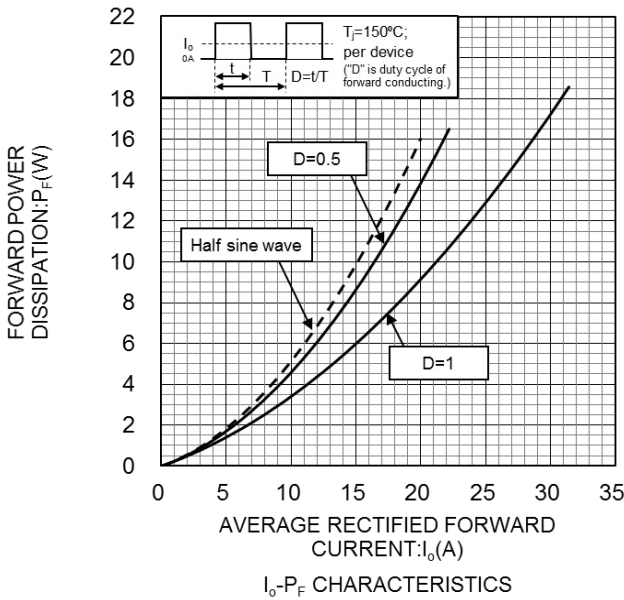 FORWARD POWER
DISSIPATION:PF(W)
22
20
18
16
14
12
10
8
6
4
2
0
Io
0A
t
T
D=t/T
Tj=150℃;
per device
("D" is duty cycle of
forward conducting.)
D=0.5
Half sine wave
D=1
0 5 10 15 20 25 30 35
AVERAGE RECTIFIED FORWARD
CURRENT:Io(A)
Io-PF CHARACTERISTICS